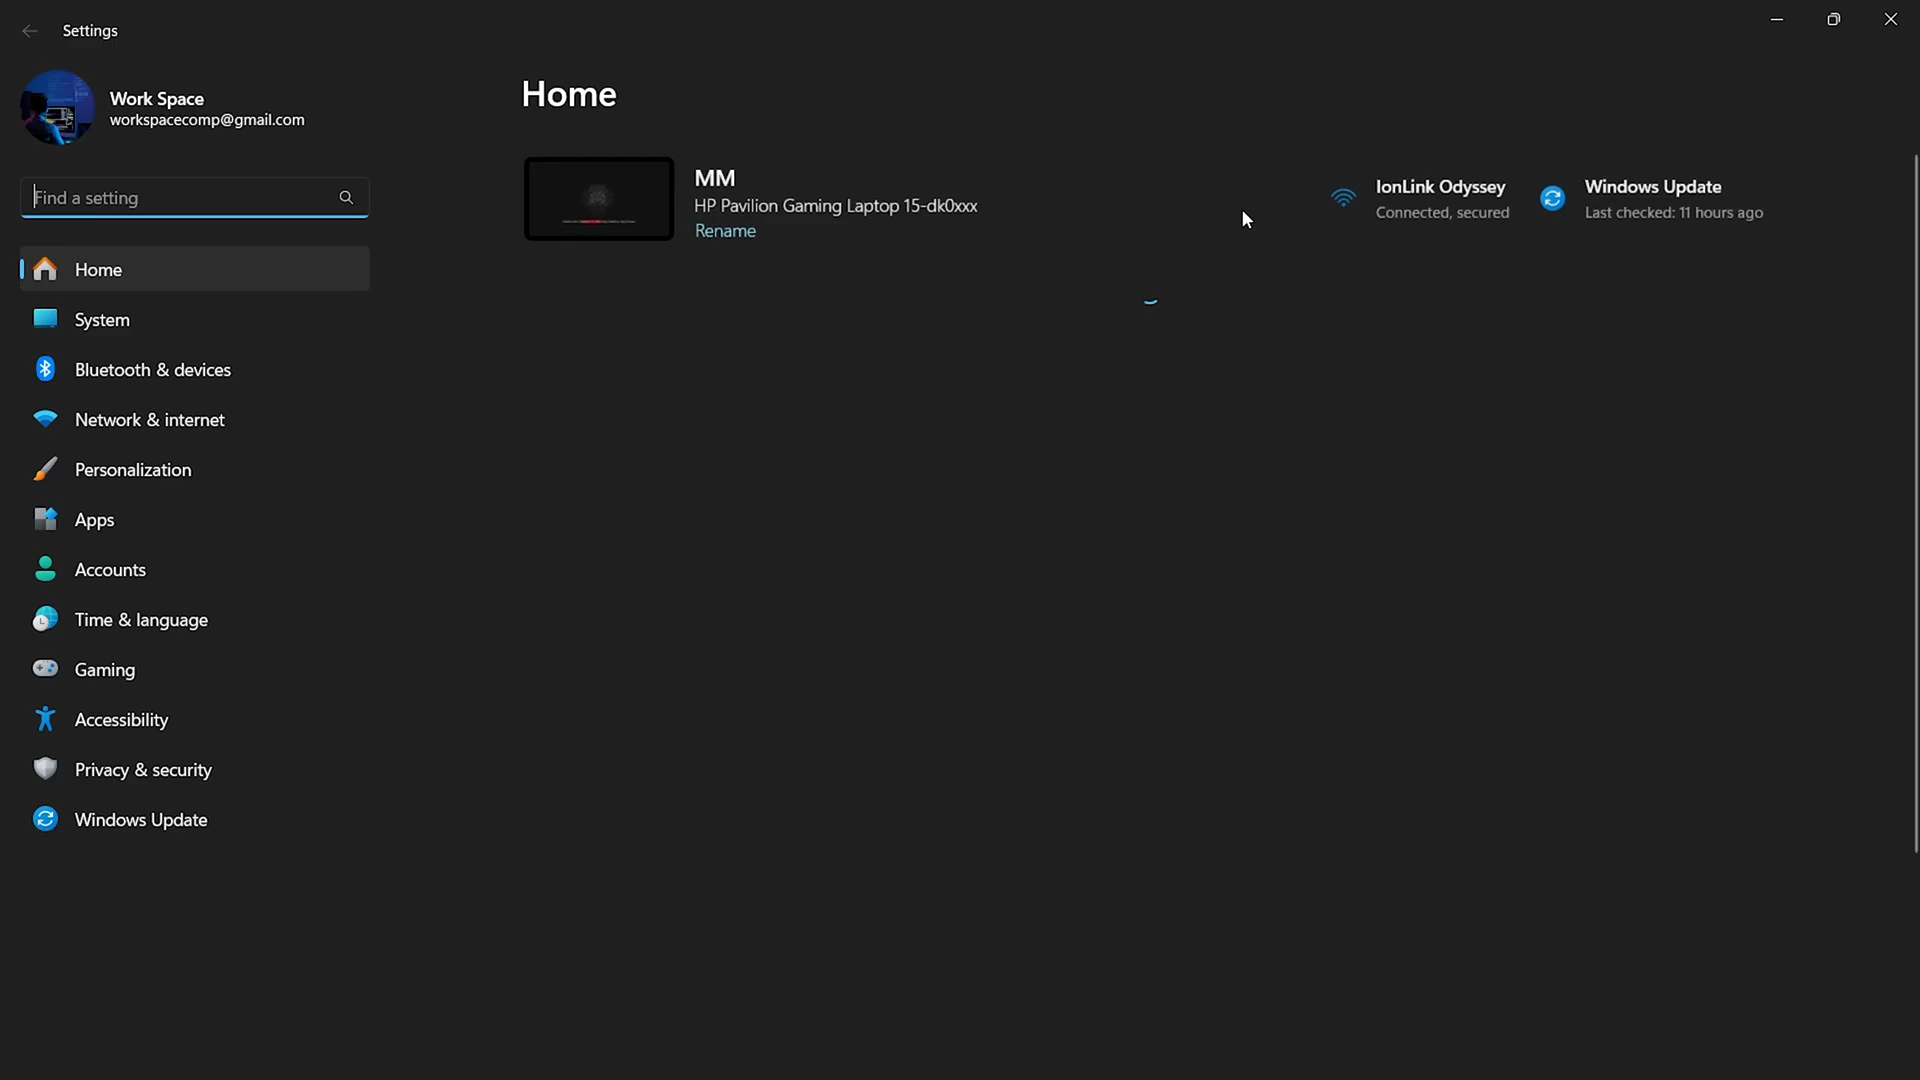 Settings
Work Space
workspacecomp@gmail.com
Find a setting
Home
System
Bluetooth & devices
Network & internet
Personalization
Apps
Accounts
Time & language
Gaming
Accessibility
Privacy & security
Windows Update
Home
MM
HP Pavilion Gaming Laptop 15-dk0xxx
Rename
IonLink Odyssey
Connected, secured
Windows Update
Last checked: 11 hours ago